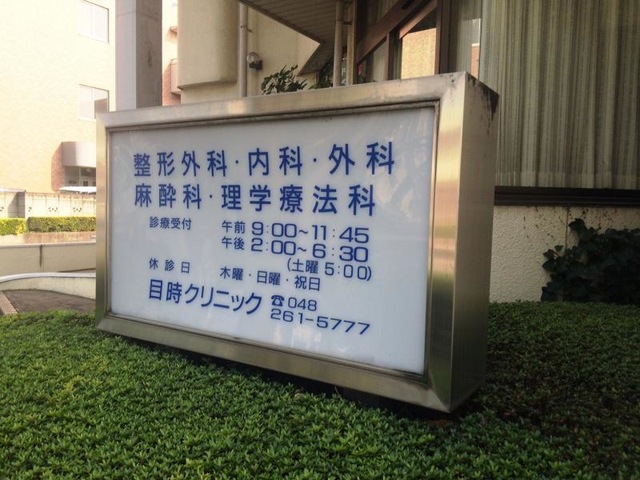 整形外科・内科・外科
麻酔科・理学療法科
診療受付 午前 9:00~11:45
午後 2:00~6:30
(土曜 5:00)
休診日 木曜・日曜・祝日
目時クリニック ☎048
261-5777